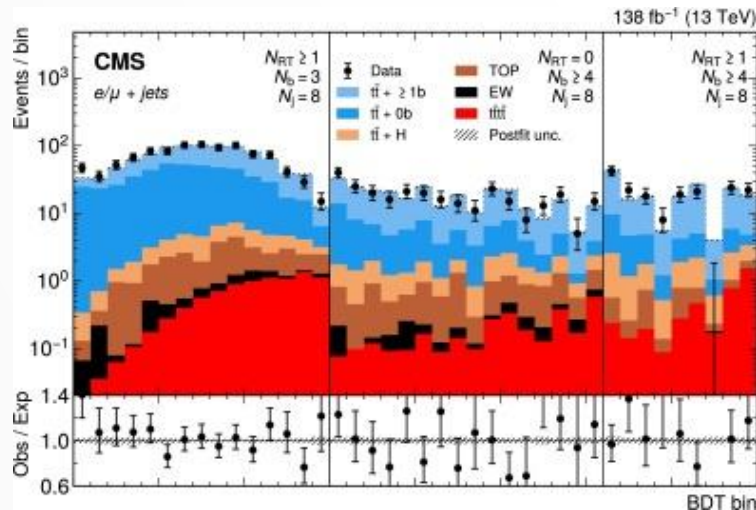 138 fb⁻¹ (13 TeV)
Events / bin
10³
10²
10¹
10⁰
10⁻¹
CMS
e/μ + jets
N_RT ≥ 1
N_b = 3
N_j = 8
Data
tt̄ + ≥1b
tt̄ + 0b
tt̄ + H
TOP
EW
tt̄tt̄
Postfit unc.
N_RT = 0
N_b ≥ 4
N_j = 8
N_RT ≥ 1
N_b ≥ 4
N_j = 8
Obs / Exp
1.4
1.0
0.6
BDT bin